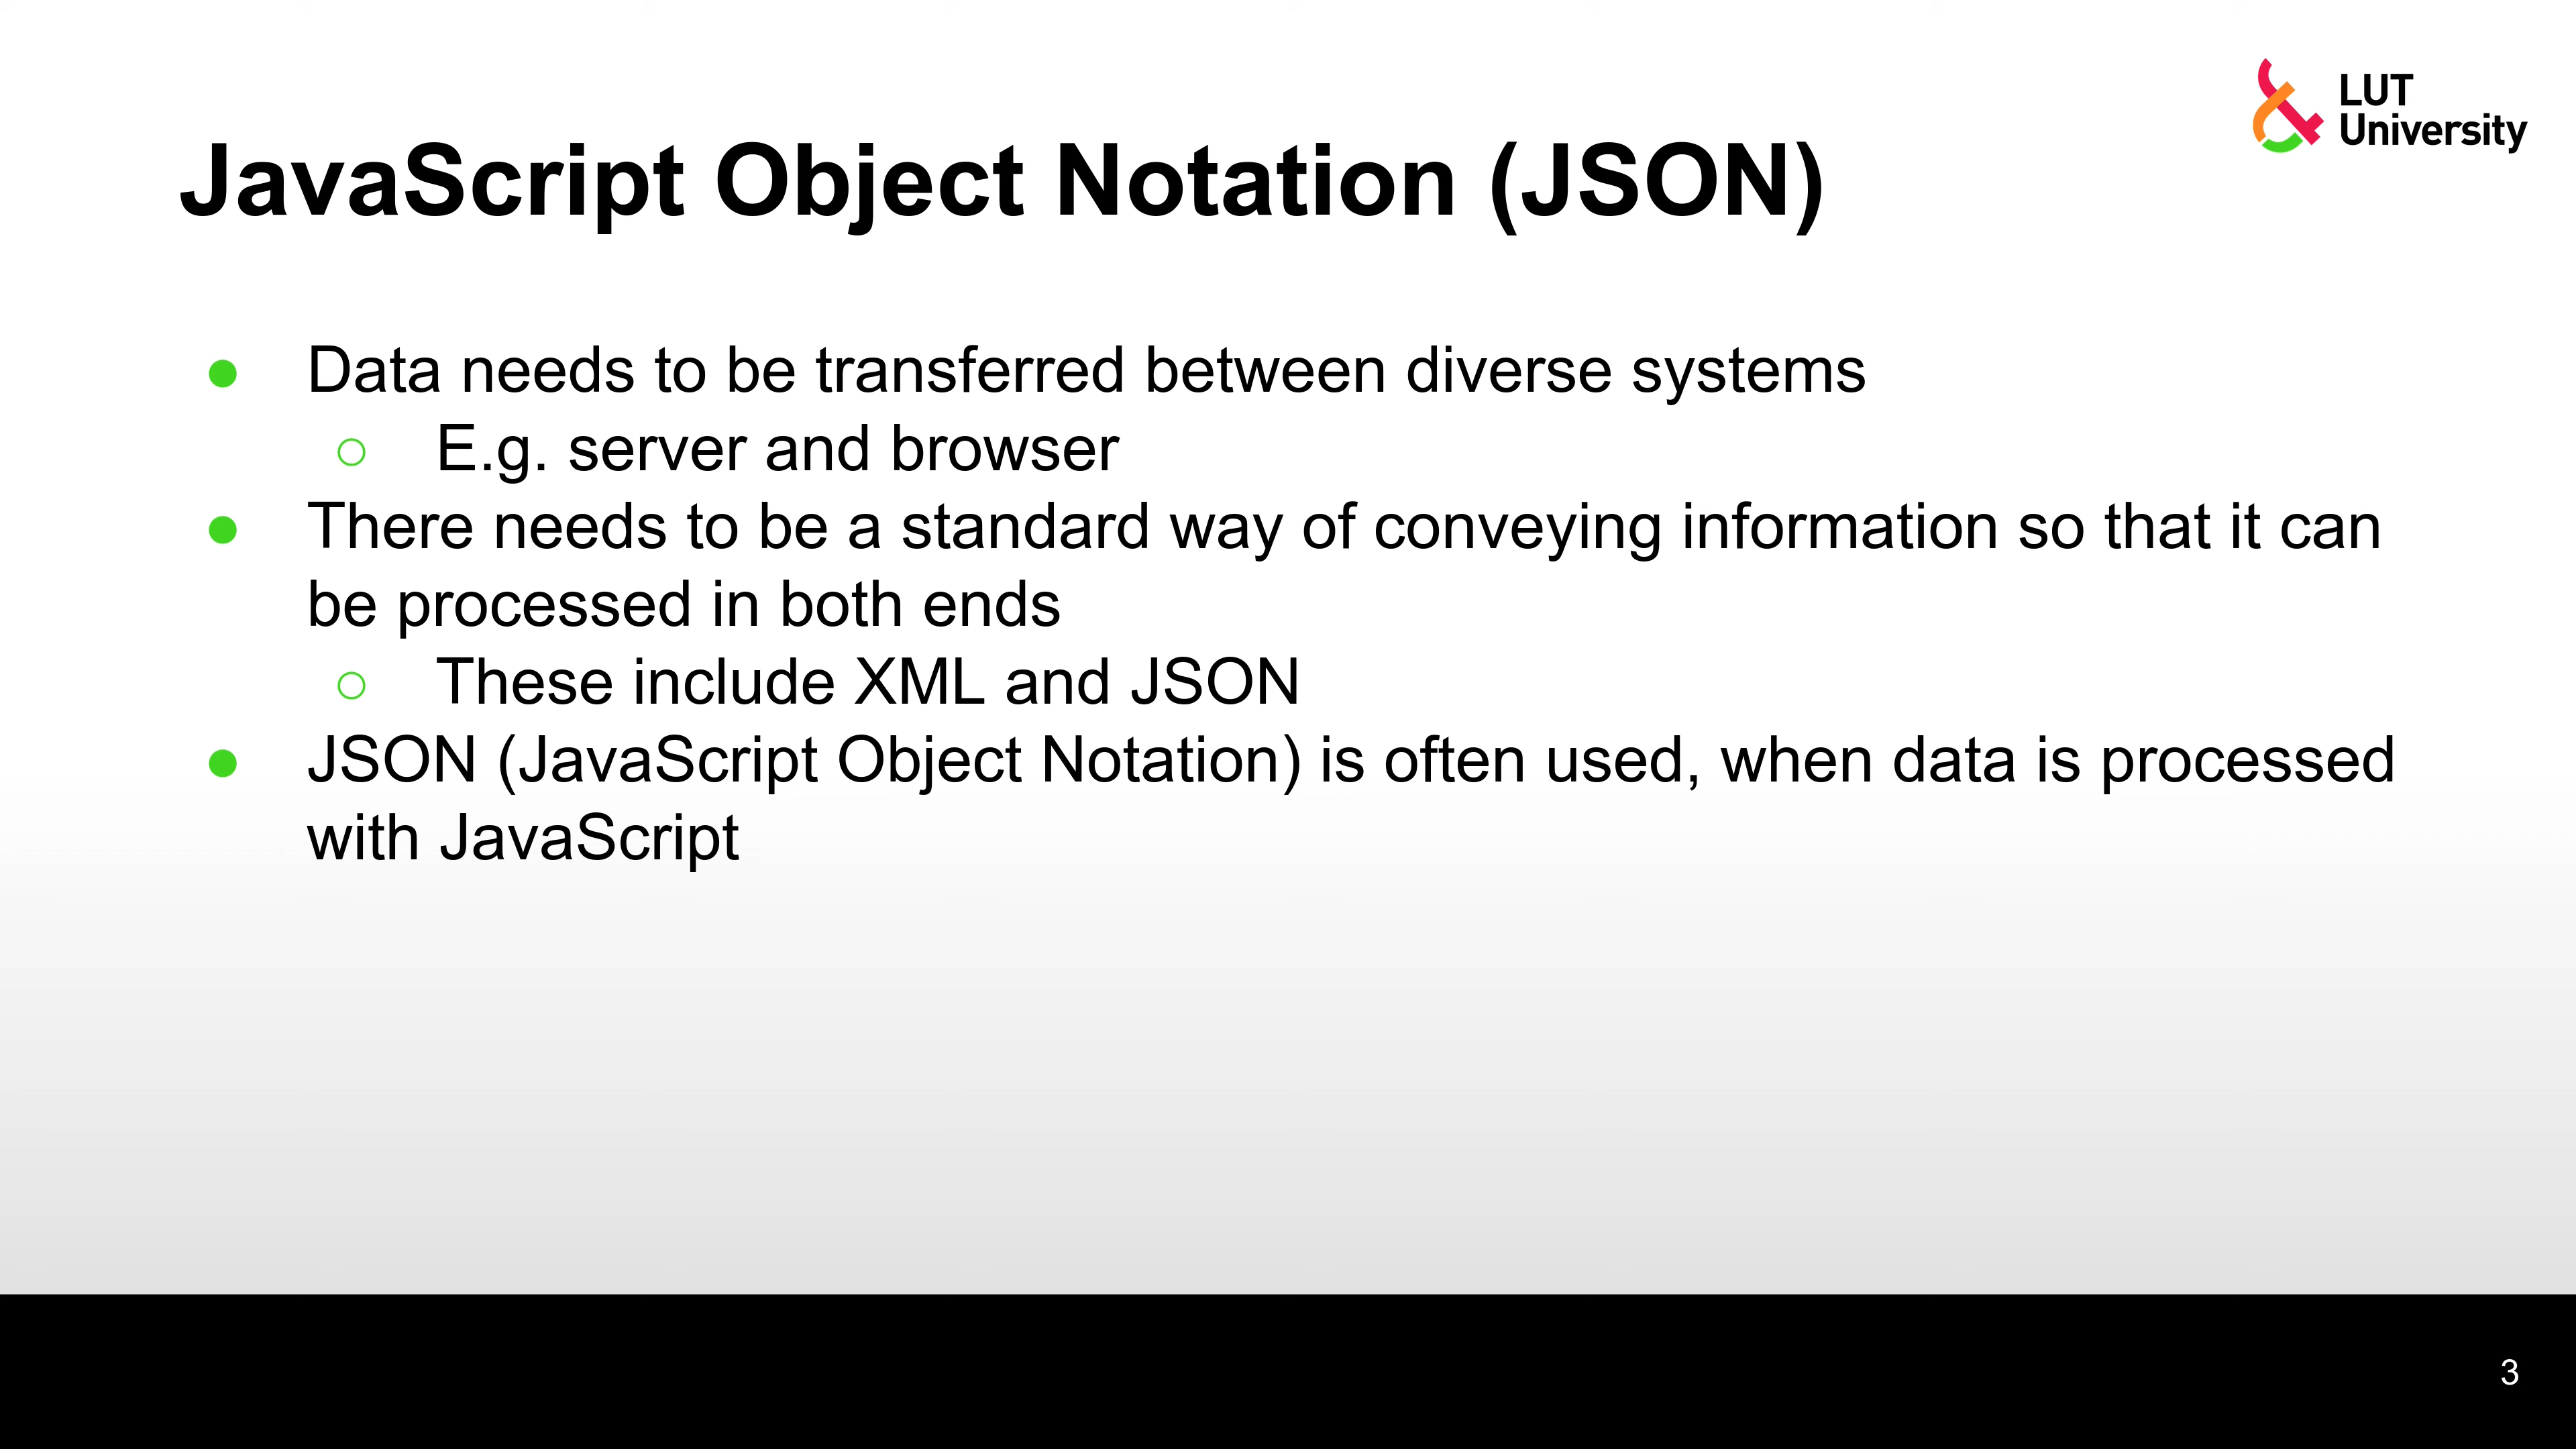 LUT
University
JavaScript Object Notation (JSON)
● Data needs to be transferred between diverse systems
○ E.g. server and browser
● There needs to be a standard way of conveying information so that it can
be processed in both ends
○ These include XML and JSON
● JSON (JavaScript Object Notation) is often used, when data is processed
with JavaScript
3